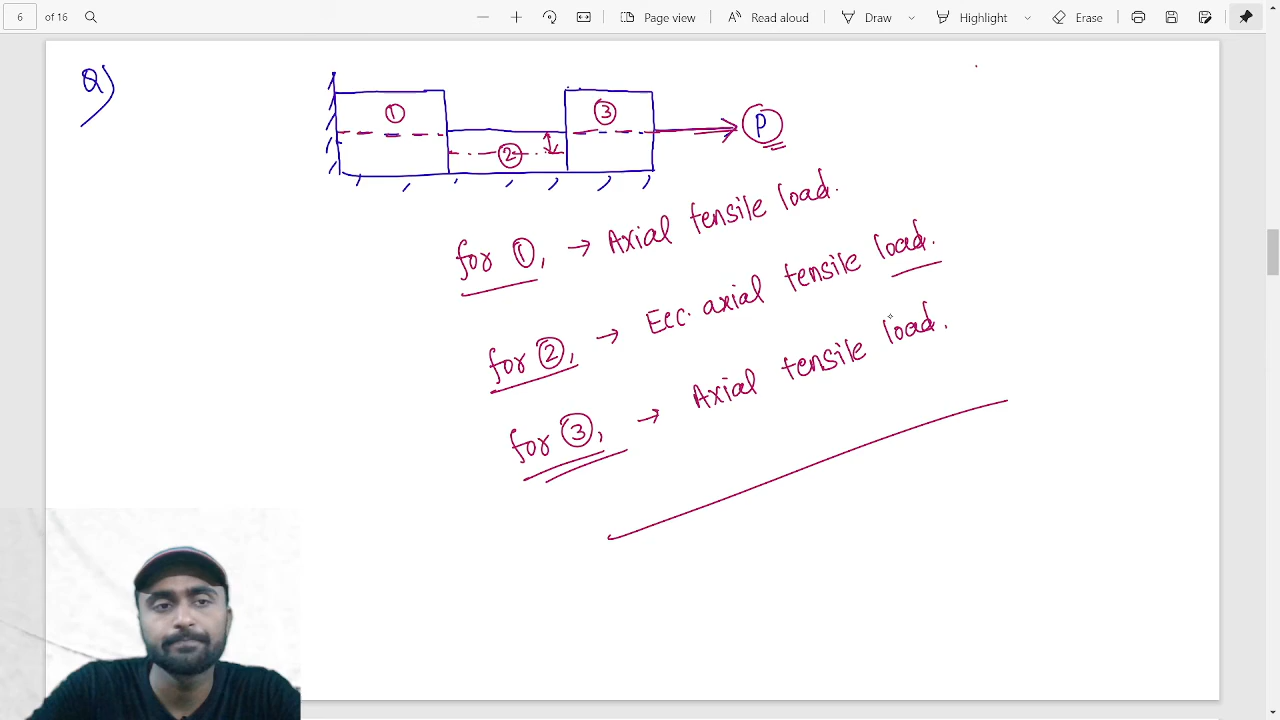 6 of 16 Page view Read aloud Draw Highlight Erase
Q)
① ③ P
②
for ①, → Axial tensile load.
for ②, → Ecc. axial tensile load.
for ③, → Axial tensile load.